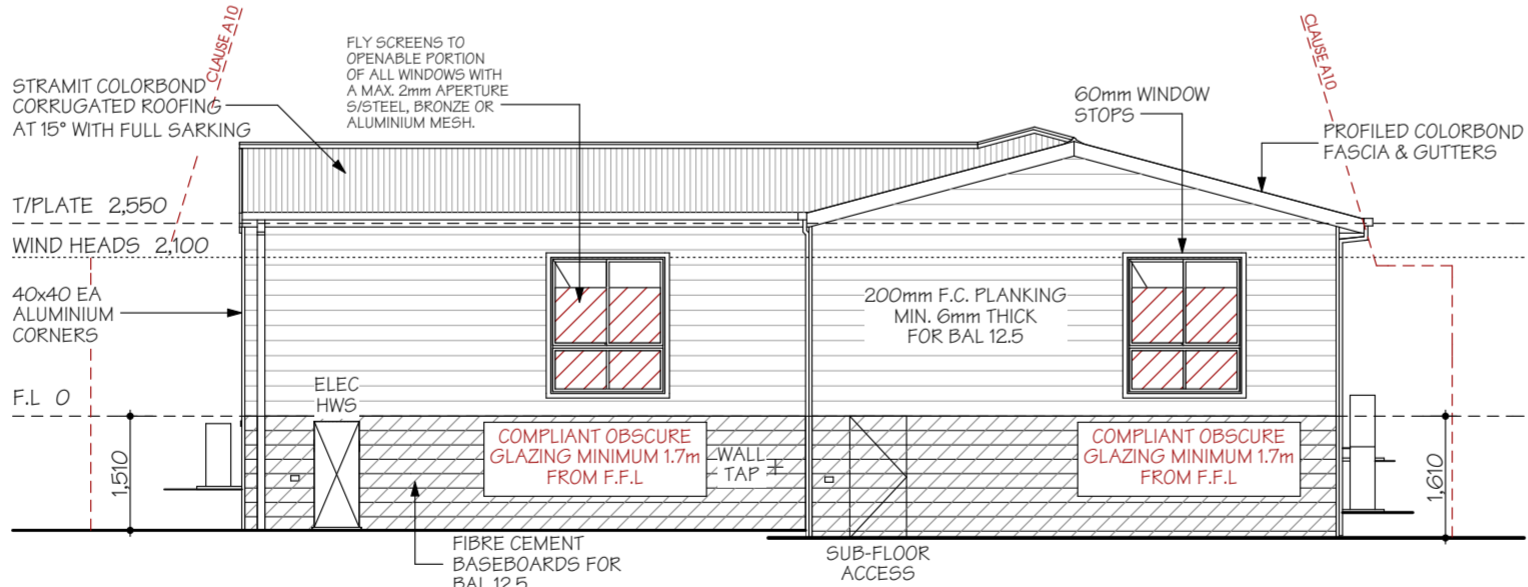 CLAUSE A10
STRAMIT COLORBOND
CORRUGATED ROOFING
AT 15° WITH FULL SARKING
FLY SCREENS TO
OPENABLE PORTION
OF ALL WINDOWS WITH
A MAX. 2mm APERTURE
S/STEEL, BRONZE OR
ALUMINIUM MESH.
60mm WINDOW
STOPS
CLAUSE A10
PROFILED COLORBOND
FASCIA & GUTTERS
T/PLATE 2,550
WIND HEADS 2,100
40x40 EA
ALUMINIUM
CORNERS
200mm F.C. PLANKING
MIN. 6mm THICK
FOR BAL 12.5
F.L 0
ELEC
HWS
1,510
COMPLIANT OBSCURE
GLAZING MINIMUM 1.7m
FROM F.F.L
WALL
TAP
COMPLIANT OBSCURE
GLAZING MINIMUM 1.7m
FROM F.F.L
1,610
FIBRE CEMENT
BASEBOARDS FOR
BAL 12.5
SUB-FLOOR
ACCESS